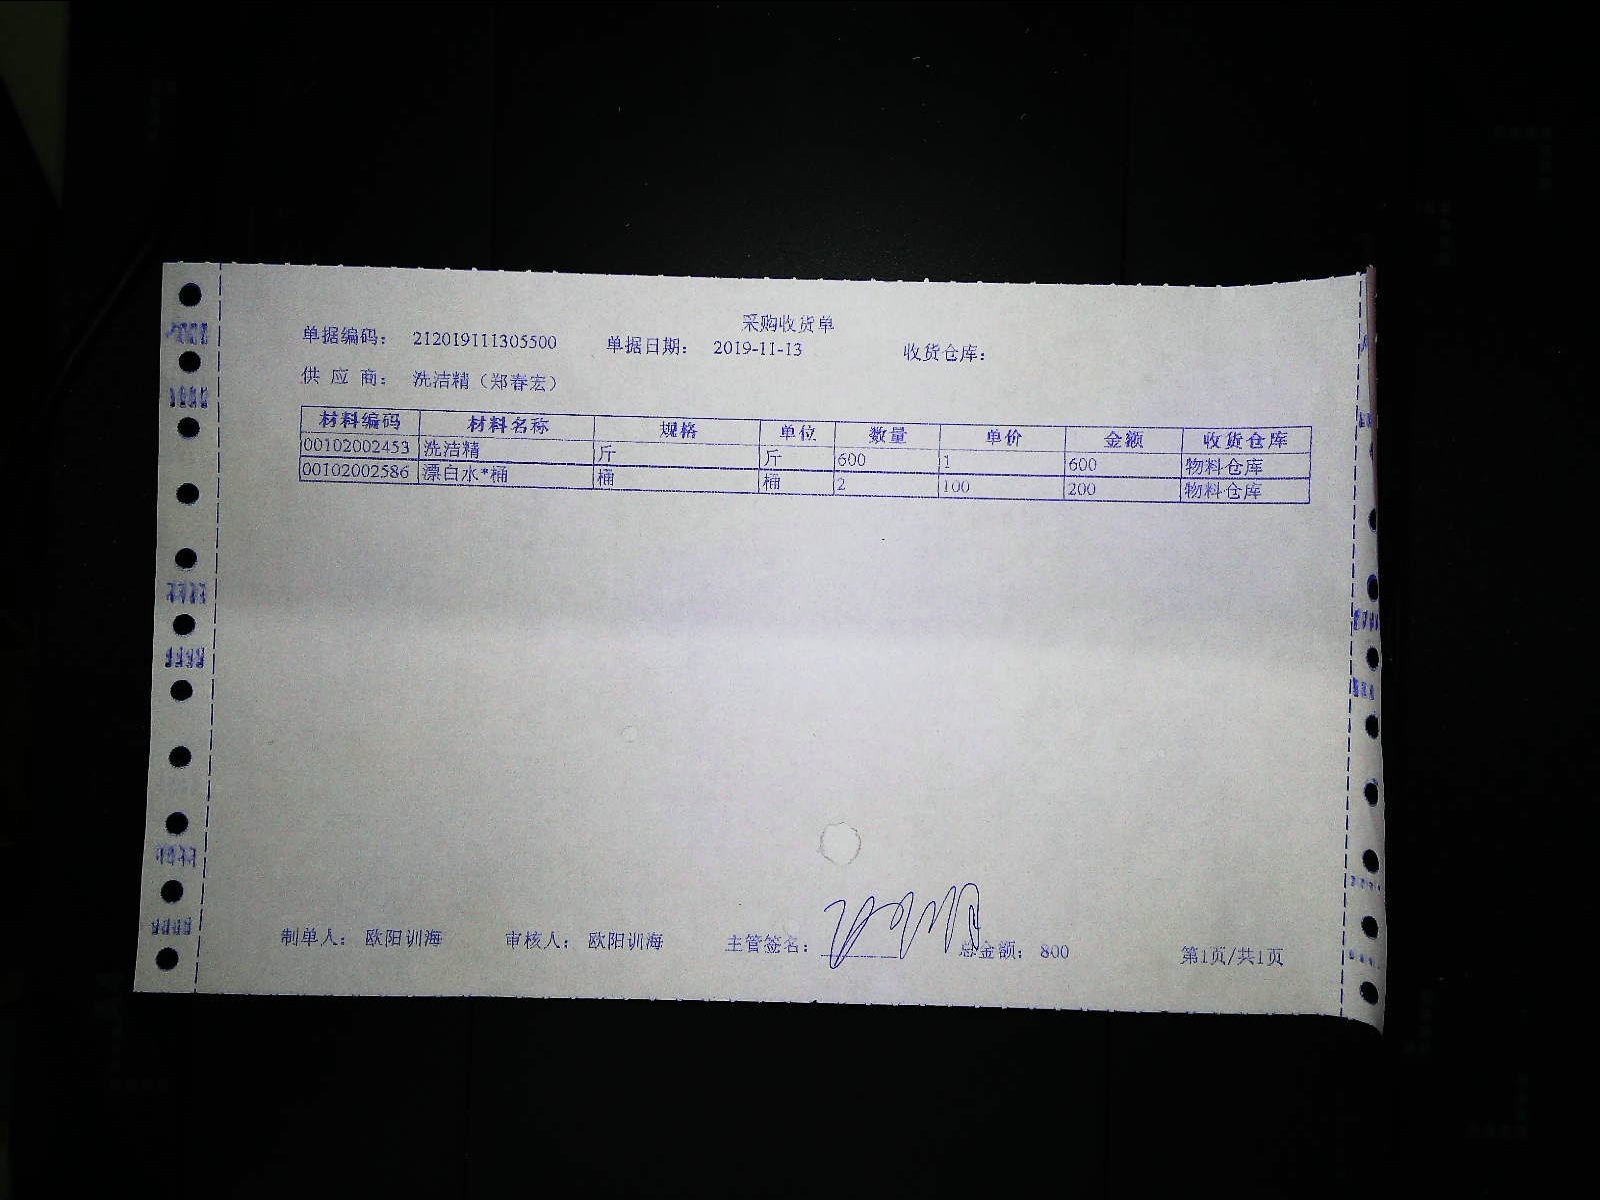 采购收货单
单据编码： 212019111305500 单据日期： 2019-11-13 收货仓库：
供 应 商： 洗洁精（郑春宏）
材料编码 材料名称 规格 单位 数量 单价 金额 收货仓库
00102002453 洗洁精 斤 斤 600 1 600 物料仓库
00102002586 漂白水*桶 桶 桶 2 100 200 物料仓库
制单人： 欧阳训海 审核人： 欧阳训海 主管签名： 总金额： 800 第1页/共1页